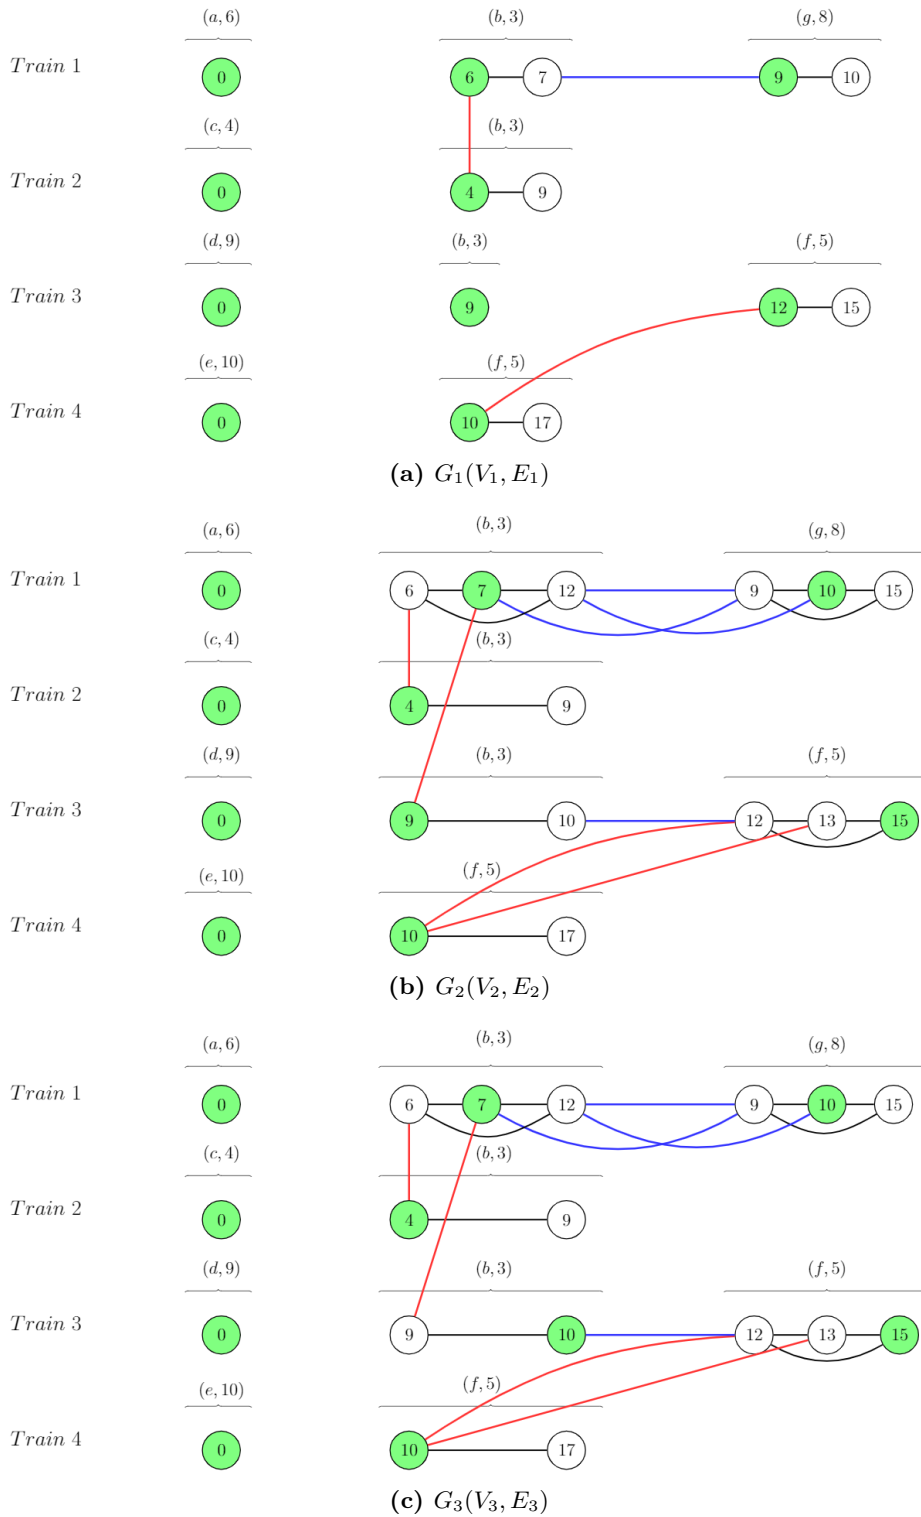 (a, 6) (b, 3) (g, 8)
Train 1 0 6 7 9 10
(c, 4) (b, 3)
Train 2 0 4 9
(d, 9) (b, 3) (f, 5)
Train 3 0 9 12 15
(e, 10) (f, 5)
Train 4 0 10 17
(a) G₁(V₁, E₁)
(a, 6) (b, 3) (g, 8)
Train 1 0 6 7 12 9 10 15
(c, 4) (b, 3)
Train 2 0 4 9
(d, 9) (b, 3) (f, 5)
Train 3 0 9 10 12 13 15
(e, 10) (f, 5)
Train 4 0 10 17
(b) G₂(V₂, E₂)
(a, 6) (b, 3) (g, 8)
Train 1 0 6 7 12 9 10 15
(c, 4) (b, 3)
Train 2 0 4 9
(d, 9) (b, 3) (f, 5)
Train 3 0 9 10 12 13 15
(e, 10) (f, 5)
Train 4 0 10 17
(c) G₃(V₃, E₃)